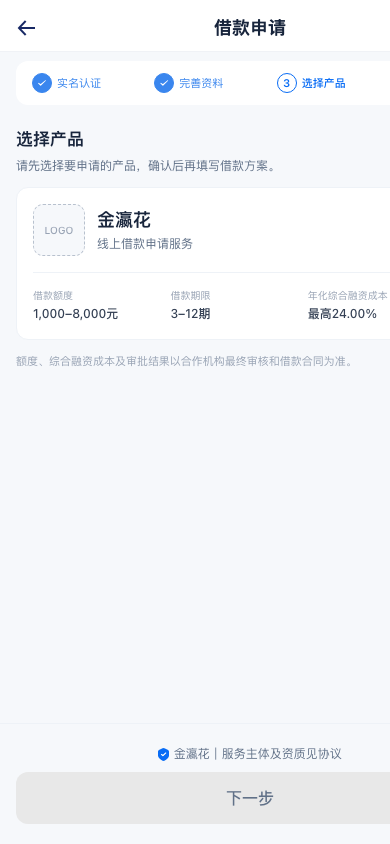 借款申请
实名认证
完善资料
3 选择产品
选择产品
请先选择要申请的产品，确认后再填写借款方案。
LOGO
金瀛花
线上借款申请服务
借款额度
借款期限
年化综合融资成本
1,000–8,000元
3–12期
最高24.00%
额度、综合融资成本及审批结果以合作机构最终审核和借款合同为准。
金瀛花｜服务主体及资质见协议
下一步